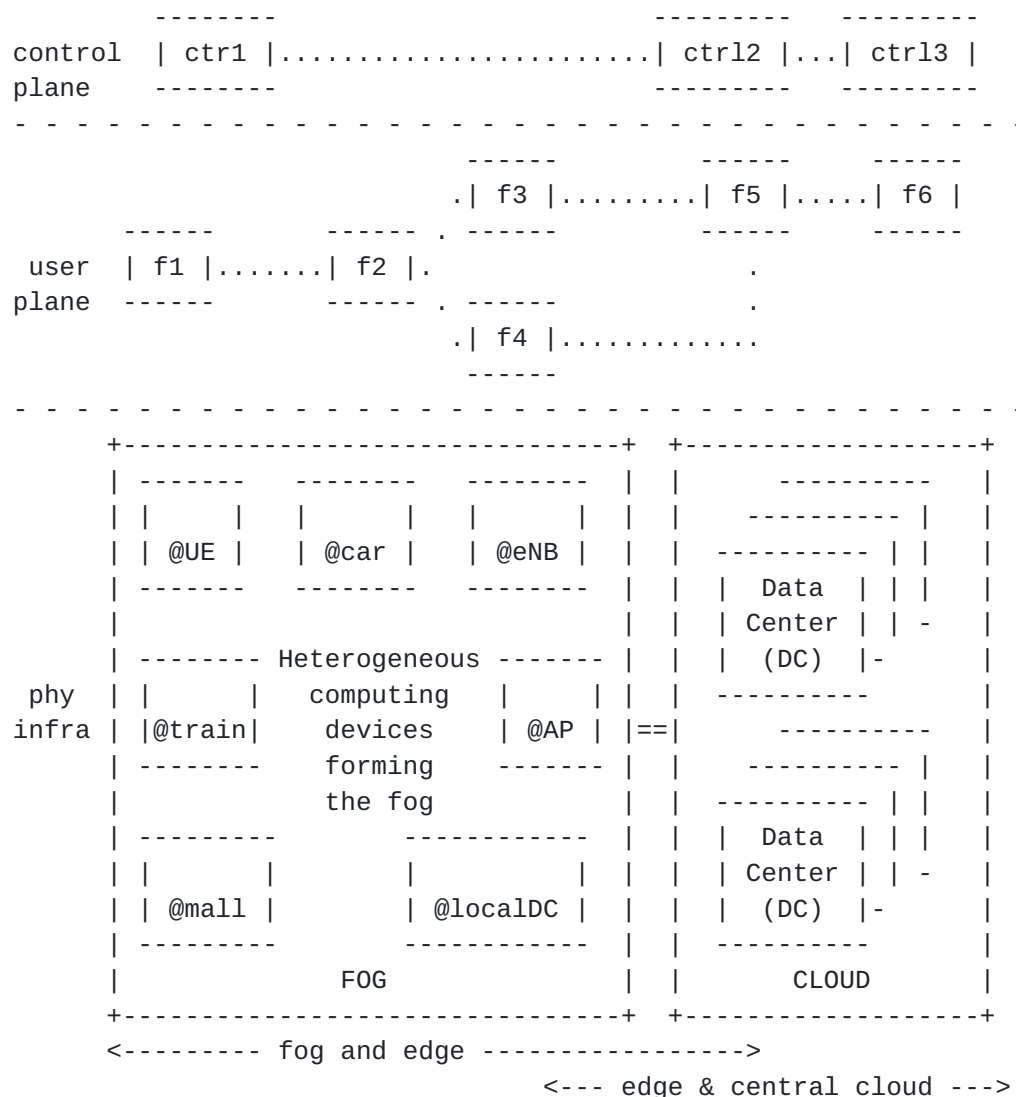 --------                        ---------   ---------
control  | ctr1 |........................| ctrl2 |...| ctrl3 |
plane     --------                        ---------   ---------
- - - - - - - - - - - - - - - - - - - - - - - - - - - - - - - - -
                              ------         ------     ------
                             .| f3 |.........| f5 |.....| f6 |
        ------       ------ . ------         ------     ------
 user  | f1 |.......| f2 |.                     .
plane   ------       ------ . ------            .
                             .| f4 |.............
                              ------
- - - - - - - - - - - - - - - - - - - - - - - - - - - - - - - - -
      +--------------------------------+  +-------------------+
      | -------   --------   --------  |  |      ----------   |
      | |     |   |      |   |      |  |  |    ---------- |   |
      | | @UE |   | @car |   | @eNB |  |  |  ---------- | |   |
      | -------   --------   --------  |  |  |  Data  | | |   |
      |                                |  |  | Center | | -   |
      | -------- Heterogeneous ------- |  |  |  (DC)  |-      |
 phy  | |      |   computing   |     | |  |  ----------       |
infra | |@train|    devices    | @AP | |==|      ----------   |
      | --------    forming    ------- |  |    ---------- |   |
      |             the fog            |  |  ---------- | |   |
      | ---------        ------------  |  |  |  Data  | | |   |
      | |       |        |          |  |  |  | Center | | -   |
      | | @mall |        | @localDC |  |  |  |  (DC)  |-      |
      | ---------        ------------  |  |  ----------       |
      |              FOG               |  |       CLOUD       |
      +--------------------------------+  +-------------------+
      <--------- fog and edge ----------------->
                                  <--- edge & central cloud --->